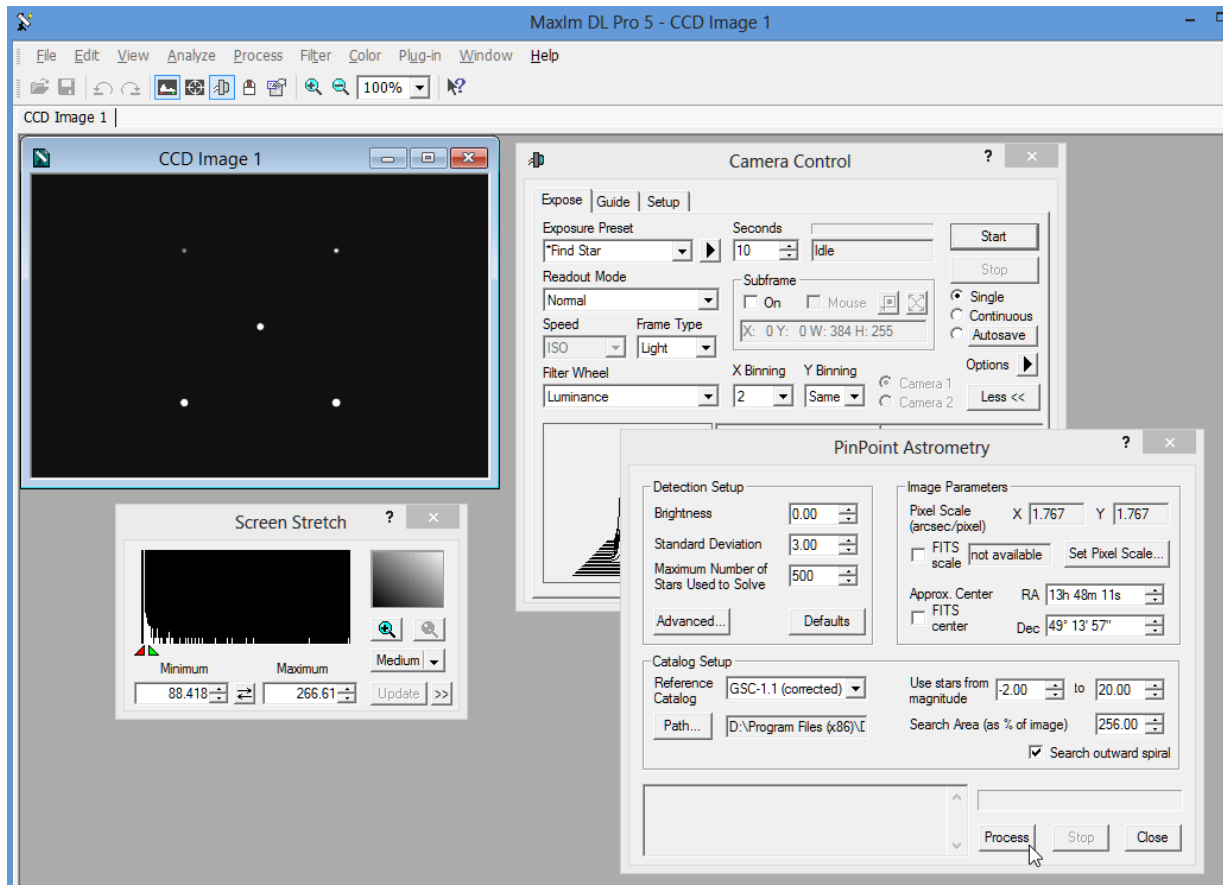 MaxIm DL Pro 5 - CCD Image 1
File Edit View Analyze Process Filter Color Plug-in Window Help
100%
CCD Image 1
CCD Image 1
Camera Control
?
Expose Guide Setup
Exposure Preset
*Find Star
Seconds
10
Idle
Start
Stop
Readout Mode
Normal
Subframe
On Mouse
X: 0 Y: 0 W: 384 H: 255
Single
Continuous
Autosave
Speed Frame Type
ISO Light
Options
Filter Wheel
Luminance
X Binning Y Binning
2 Same
Camera 1
Camera 2
Less <<
PinPoint Astrometry
?
Detection Setup
Brightness 0.00
Standard Deviation 3.00
Maximum Number of
Stars Used to Solve 500
Advanced... Defaults
Image Parameters
Pixel Scale
(arcsec/pixel)
X 1.767 Y 1.767
FITS
scale
not available
Set Pixel Scale...
Approx. Center RA 13h 48m 11s
FITS
center
Dec 49° 13' 57"
Catalog Setup
Reference
Catalog
GSC-1.1 (corrected)
Path... D:\Program Files (x86)\
Use stars from
magnitude
-2.00 to 20.00
Search Area (as % of image) 256.00
Search outward spiral
Process Stop Close
Screen Stretch
?
Medium
Minimum Maximum
88.418 266.61 Update >>